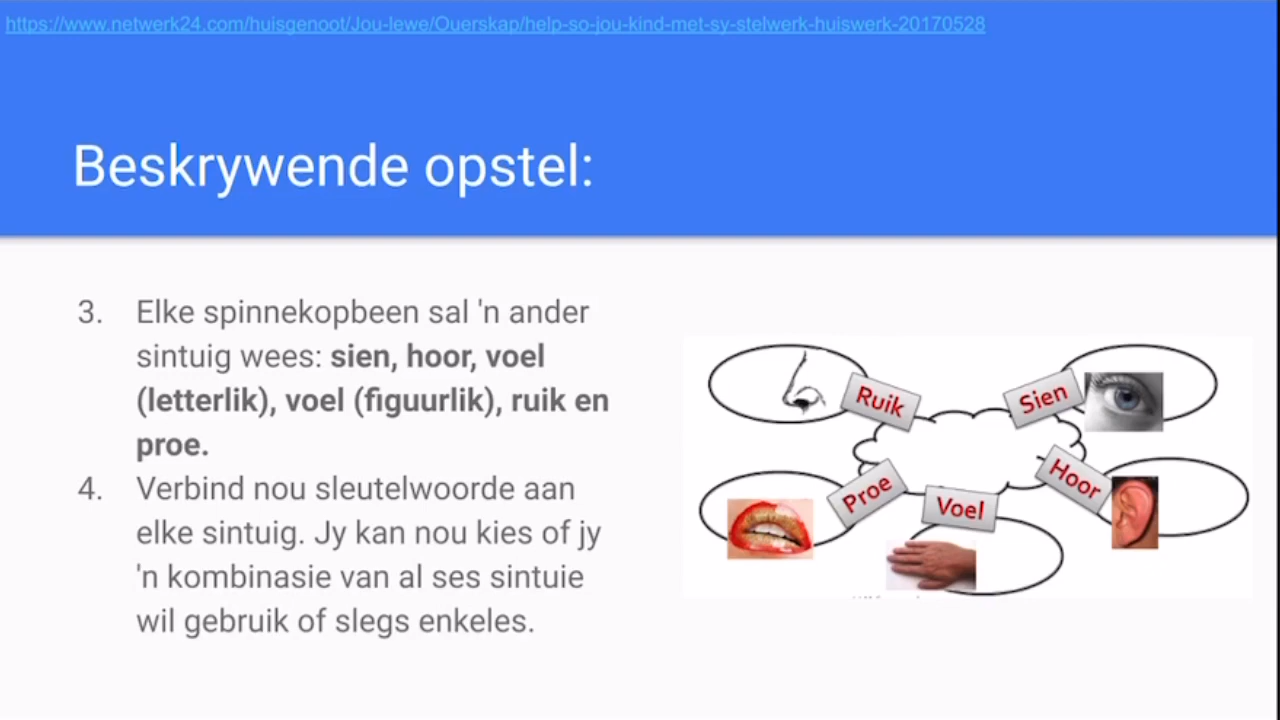 https://www.netwerk24.com/huisgenoot/Jou-lewe/Ouerskap/help-so-jou-kind-met-sy-stelwerk-huiswerk-20170528
Beskrywende opstel:
3. Elke spinnekopbeen sal 'n ander
sintuig wees: sien, hoor, voel
(letterlik), voel (figuurlik), ruik en
proe.
4. Verbind nou sleutelwoorde aan
elke sintuig. Jy kan nou kies of jy
'n kombinasie van al ses sintuie
wil gebruik of slegs enkeles.
Ruik
Sien
Proe
Voel
Hoor